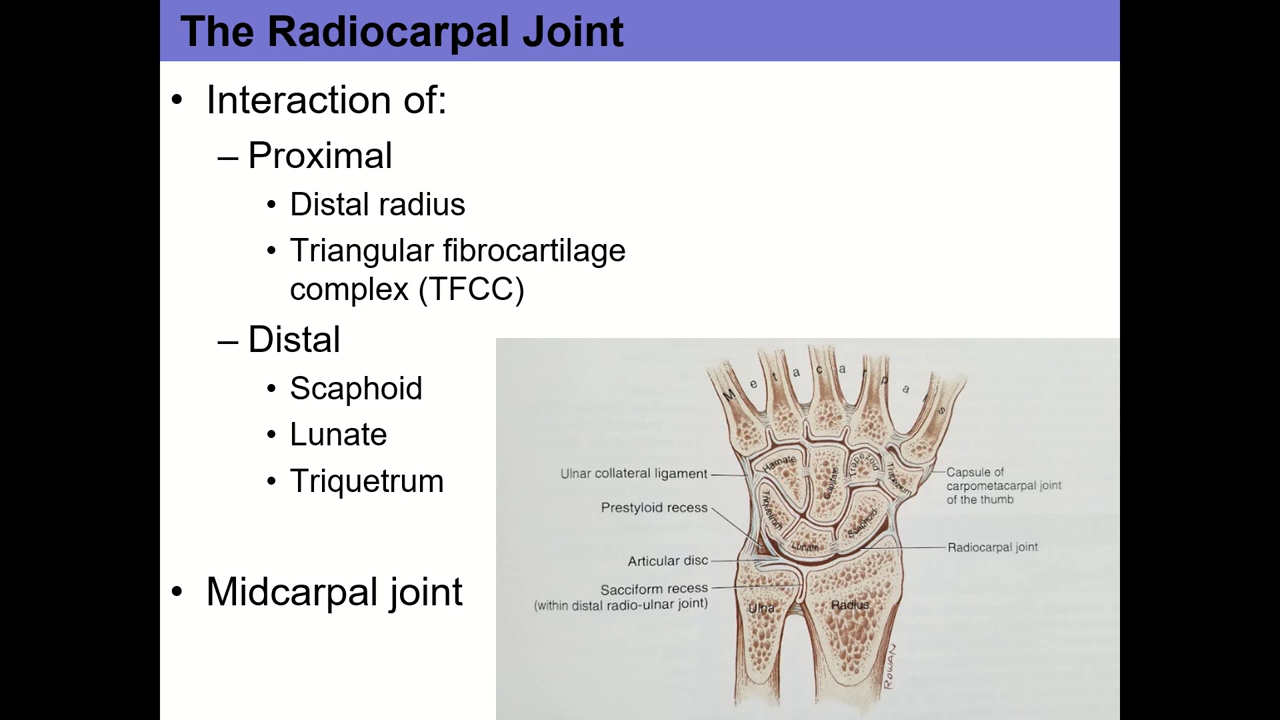 The Radiocarpal Joint
• Interaction of:
– Proximal
• Distal radius
• Triangular fibrocartilage
complex (TFCC)
– Distal
• Scaphoid
• Lunate
• Triquetrum
• Midcarpal joint
Metacarpals
Hamate
Capitate
Trapezoid
Trapezium
Triquetrum
Lunate
Scaphoid
Ulnar collateral ligament
Prestyloid recess
Articular disc
Sacciform recess
(within distal radio-ulnar joint)
Capsule of
carpometacarpal joint
of the thumb
Radiocarpal joint
Ulna
Radius
ROWAN